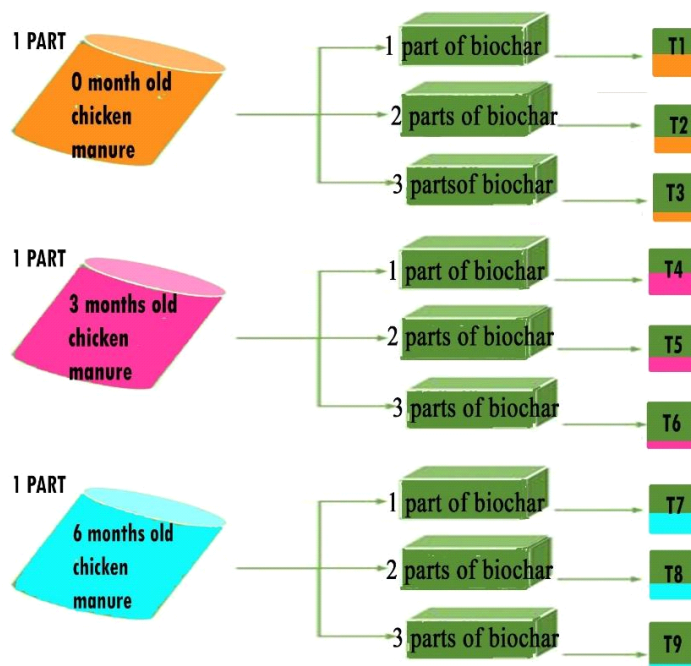 1 PART
0 month old
chicken
manure
1 part of biochar
T1
2 parts of biochar
T2
3 partsof biochar
T3
1 PART
3 months old
chicken
manure
1 part of biochar
T4
2 parts of biochar
T5
3 parts of biochar
T6
1 PART
6 months old
chicken
manure
1 part of biochar
T7
2 parts of biochar
T8
3 parts of biochar
T9